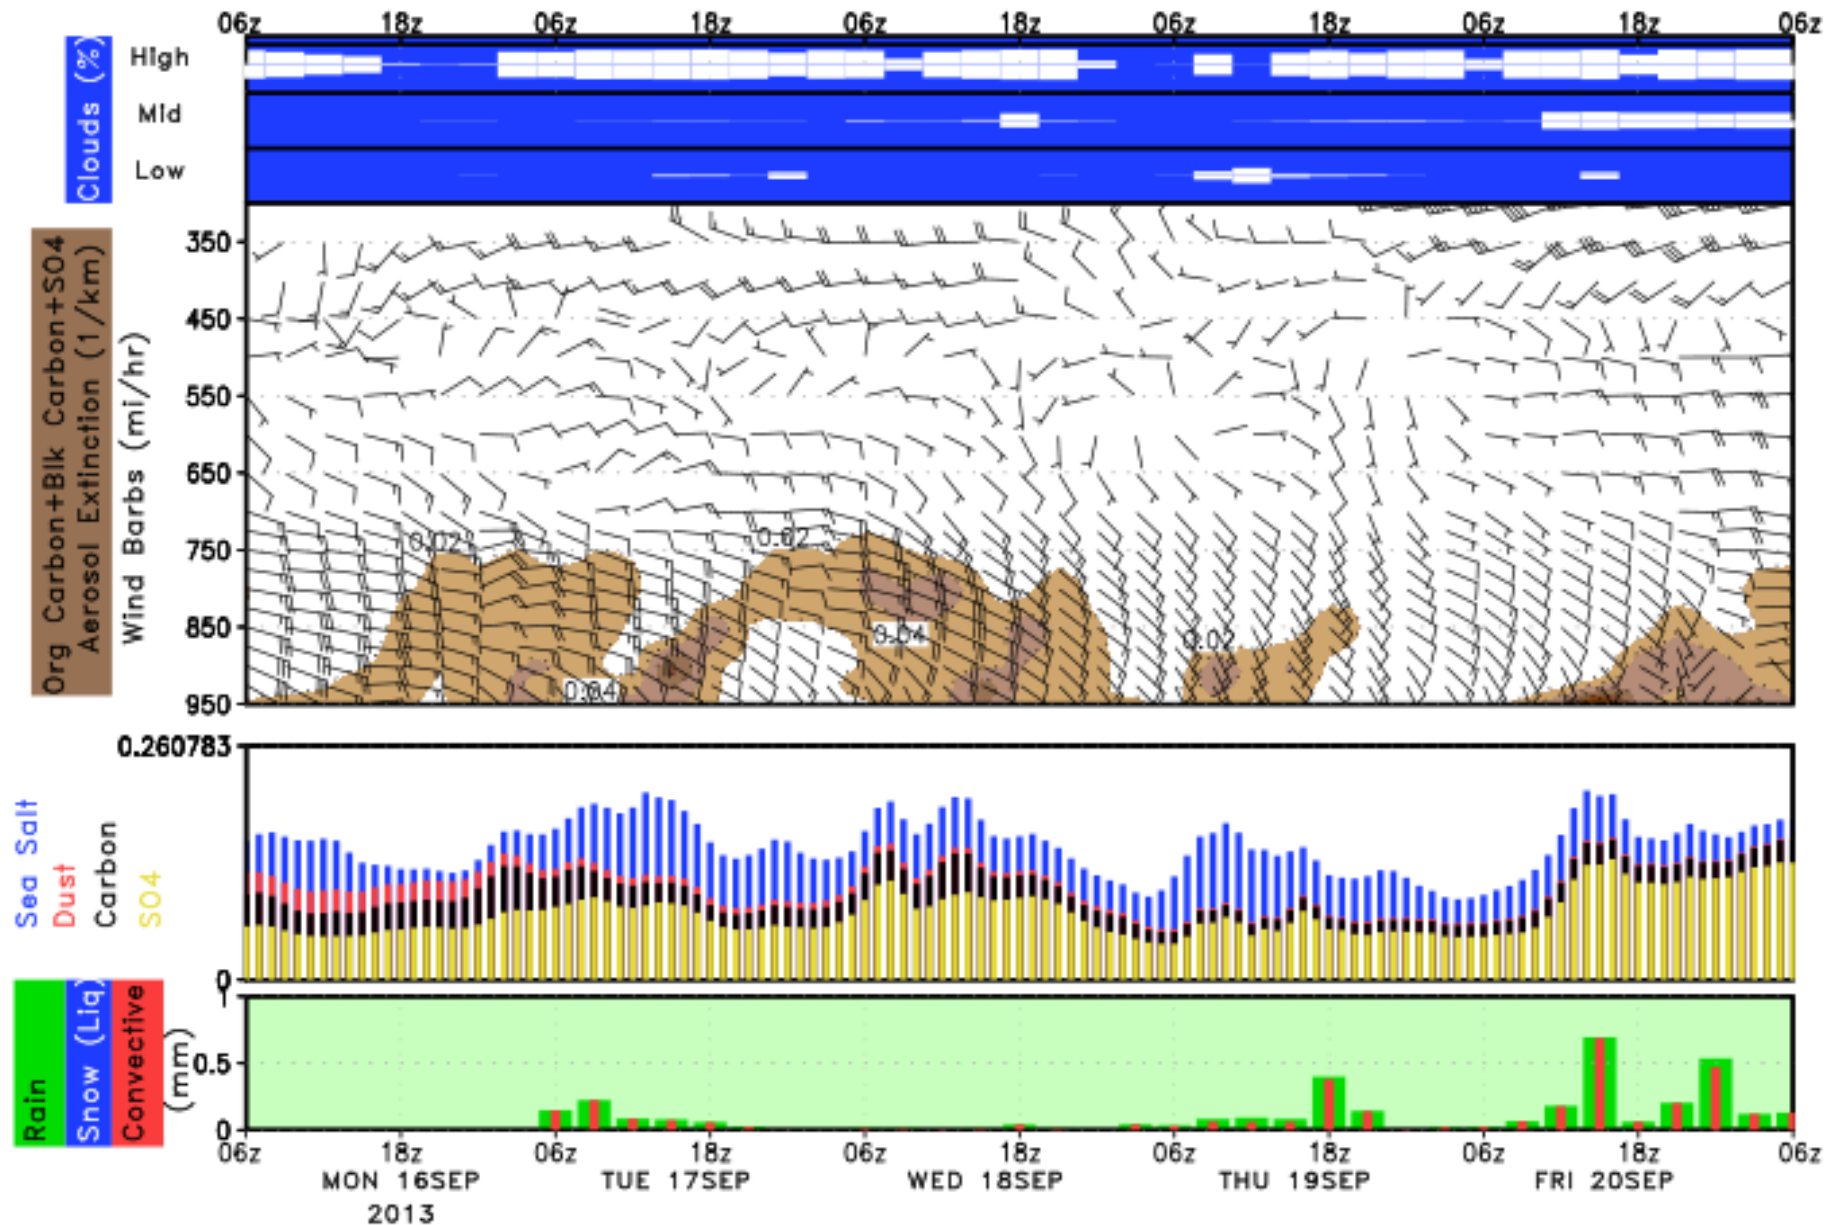 06z 18z 06z 18z 06z 18z 06z 18z 06z 18z 06z
Clouds (%)
High
Mid
Low
Org Carbon+Blk Carbon+SO4
Aerosol Extinction (1/km)
Wind Barbs (mi/hr)
350
450
550
650
750
850
950
0.02
0.02
0.04
0.02
0.04
0.260783
0
Sea Salt
Dust
Carbon
SO4
Rain
Snow (Liq)
Convective
(mm)
1
0.5
0
06z 18z 06z 18z 06z 18z 06z 18z 06z 18z 06z
MON 16SEP TUE 17SEP WED 18SEP THU 19SEP FRI 20SEP
2013